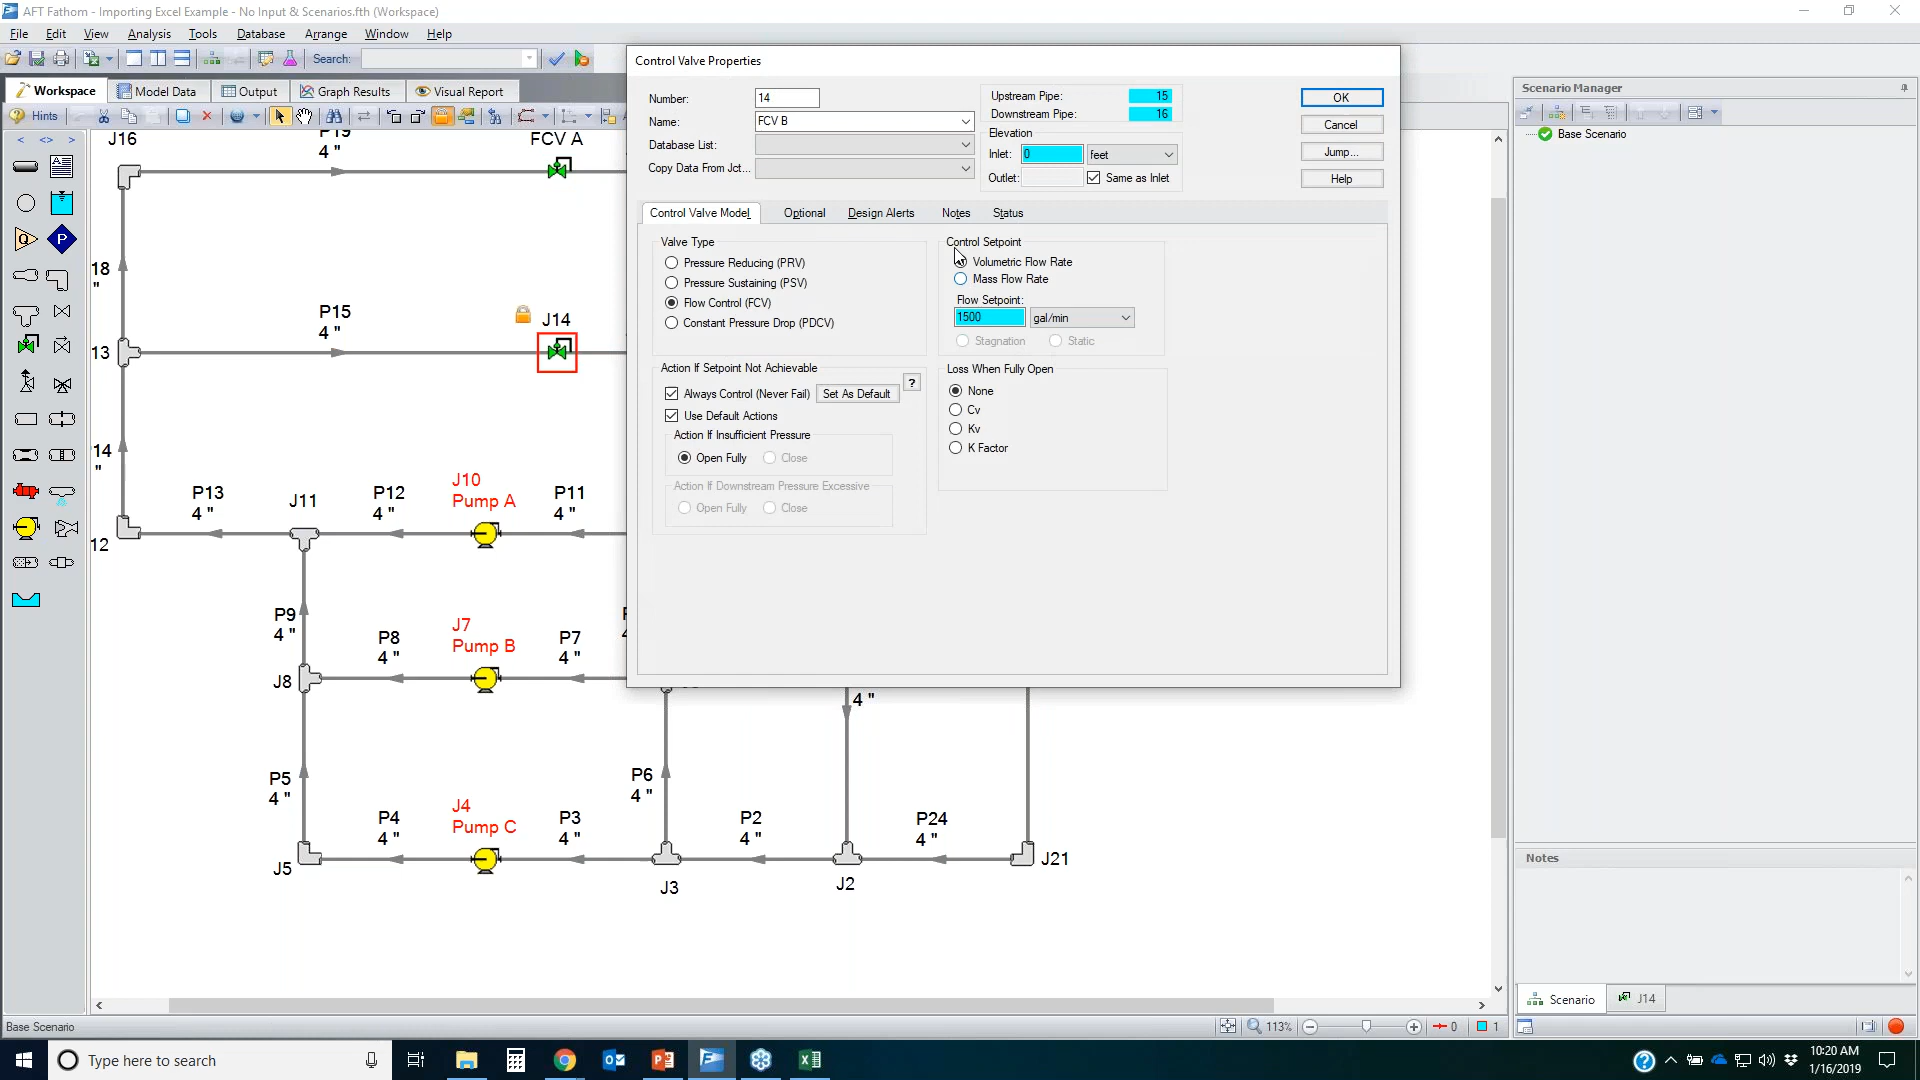 AFT Fathom - Importing Excel Example - No Input & Scenarios.fth (Workspace)
File Edit View Analysis Tools Database Arrange Window Help
Search:
Workspace Model Data Output Graph Results Visual Report
Hints
Control Valve Properties
Number: 14
Name: FCV B
Database List:
Copy Data From Jct...
Upstream Pipe: 15
Downstream Pipe: 16
Elevation
Inlet: 0 feet
Outlet: Same as Inlet
OK
Cancel
Jump...
Help
Control Valve Model Optional Design Alerts Notes Status
Valve Type
Pressure Reducing (PRV)
Pressure Sustaining (PSV)
Flow Control (FCV)
Constant Pressure Drop (PDCV)
Control Setpoint
Volumetric Flow Rate
Mass Flow Rate
Flow Setpoint:
1500 gal/min
Stagnation Static
Action If Setpoint Not Achievable
Always Control (Never Fail) Set As Default ?
Use Default Actions
Action If Insufficient Pressure
Open Fully Close
Action If Downstream Pressure Excessive
Open Fully Close
Loss When Fully Open
None
Cv
Kv
K Factor
J16
P19
4 "
FCV A
18
"
P15
4 "
J14
13
14
"
P13
4 "
J11
P12
4 "
J10
Pump A
P11
4 "
12
P9
4 "
P8
4 "
J7
Pump B
P7
4 "
J8
4 "
P5
4 "
P4
4 "
J4
Pump C
P3
4 "
P6
4 "
P2
4 "
P24
4 "
J5
J3
J2
J21
Scenario Manager
Base Scenario
Notes
Scenario J14
Base Scenario
113%
0
1
Type here to search
10:20 AM
1/16/2019